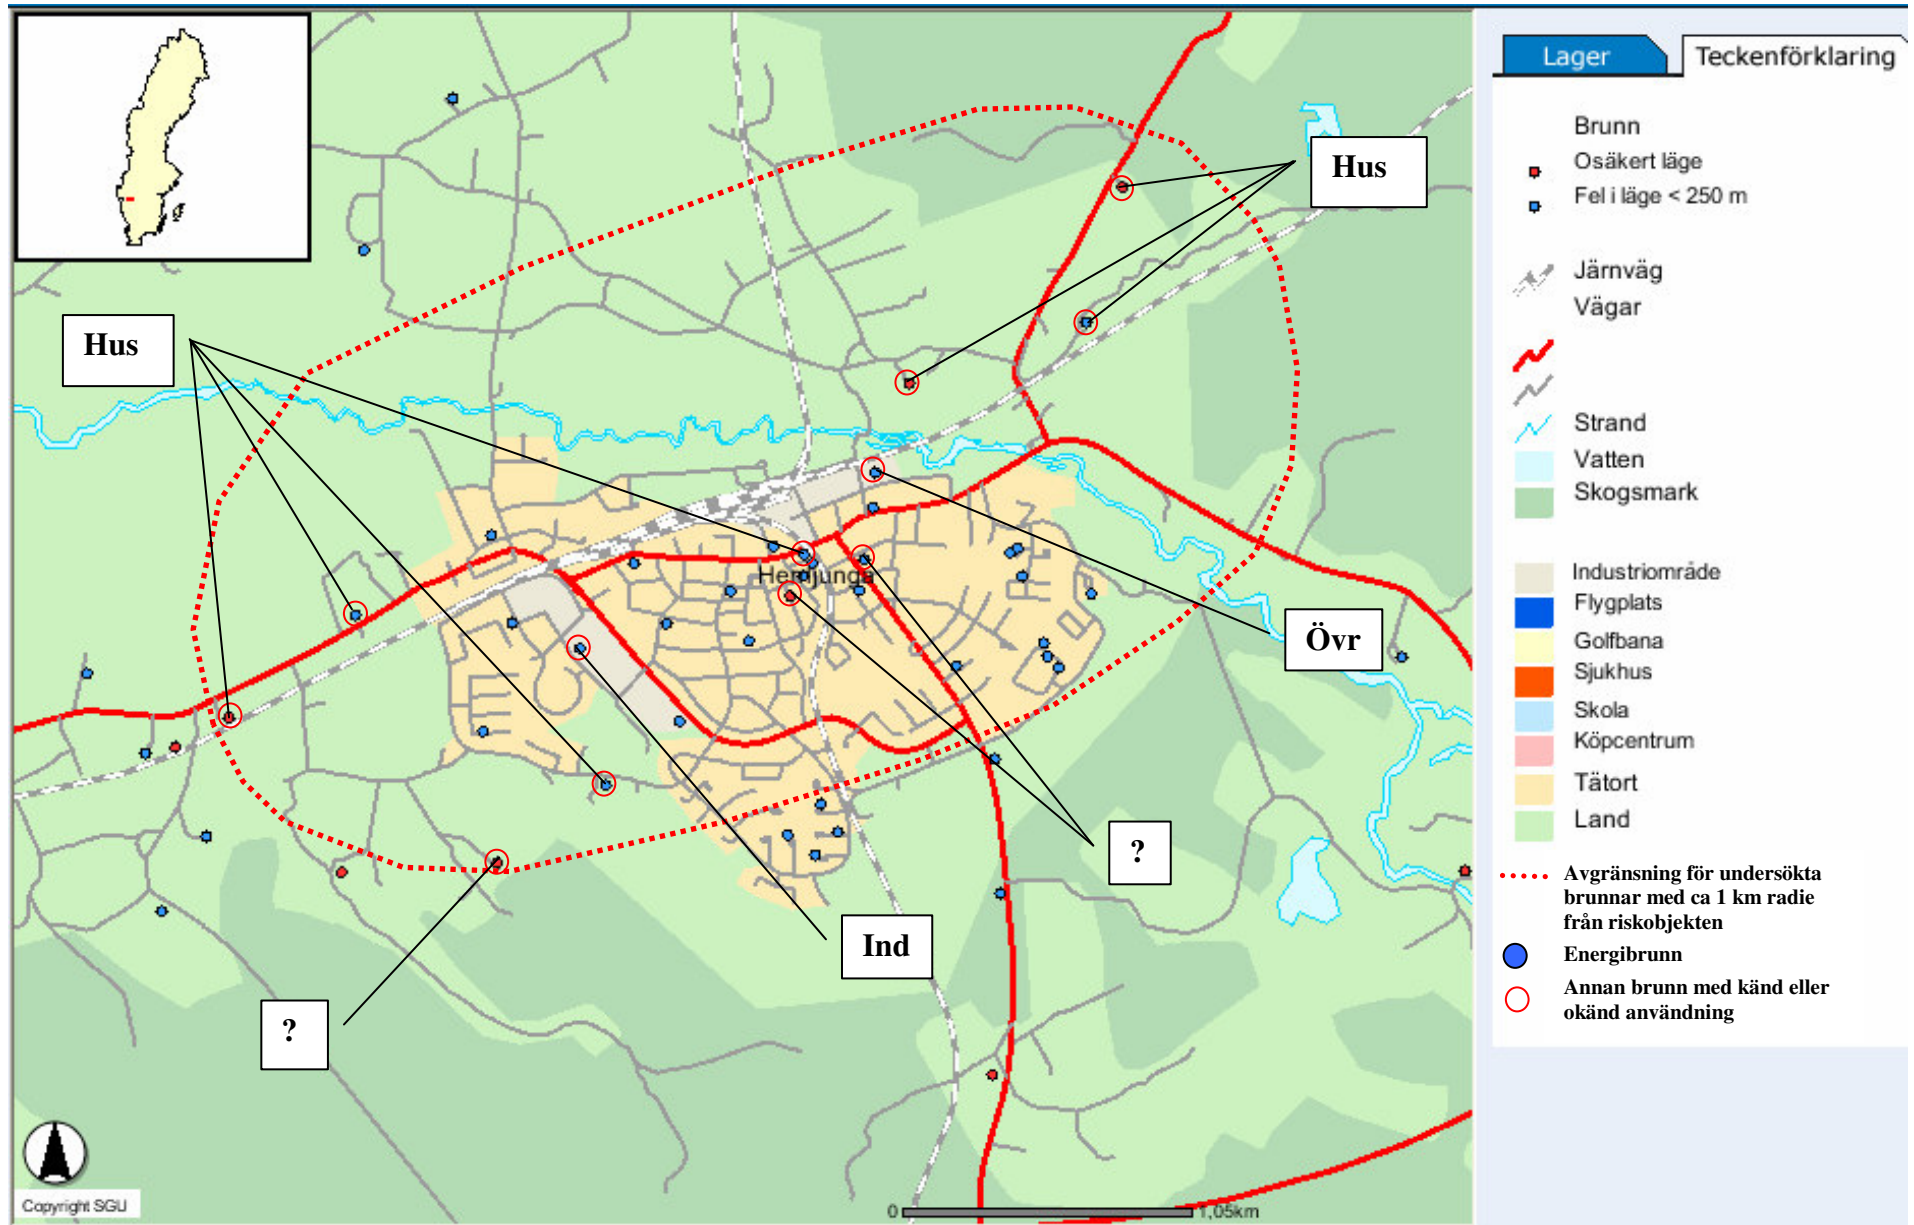 Lager
Teckenförklaring
Brunn
Osäkert läge
Fel i läge < 250 m
Järnväg
Vägar
Strand
Vatten
Skogsmark
Industriområde
Flygplats
Golfbana
Sjukhus
Skola
Köpcentrum
Tätort
Land
Avgränsning för undersökta
brunnar med ca 1 km radie
från riskobjekten
Energibrunn
Annan brunn med känd eller
okänd användning
Hus
Hus
Herrljunga
Övr
?
Ind
?
Copyright SGU
0
1,05km